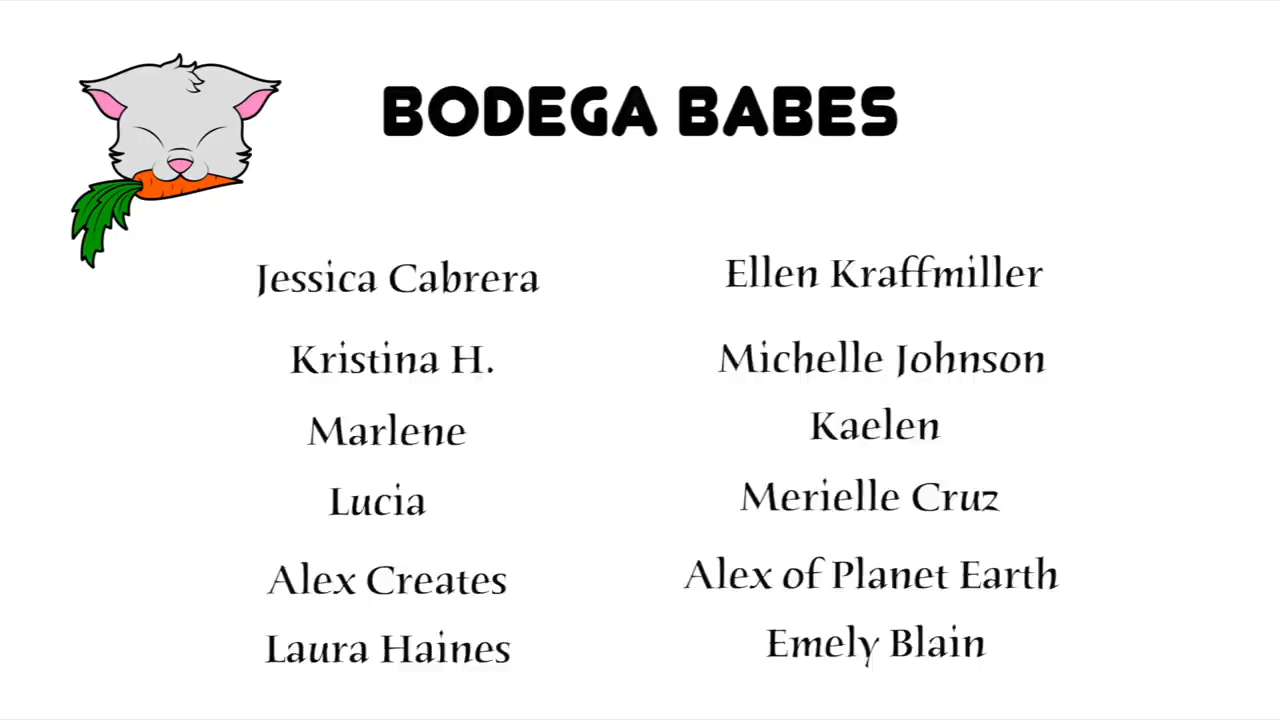 BODEGA BABES
Jessica Cabrera
Kristina H.
Marlene
Lucia
Alex Creates
Laura Haines
Ellen Kraffmiller
Michelle Johnson
Kaelen
Merielle Cruz
Alex of Planet Earth
Emely Blain